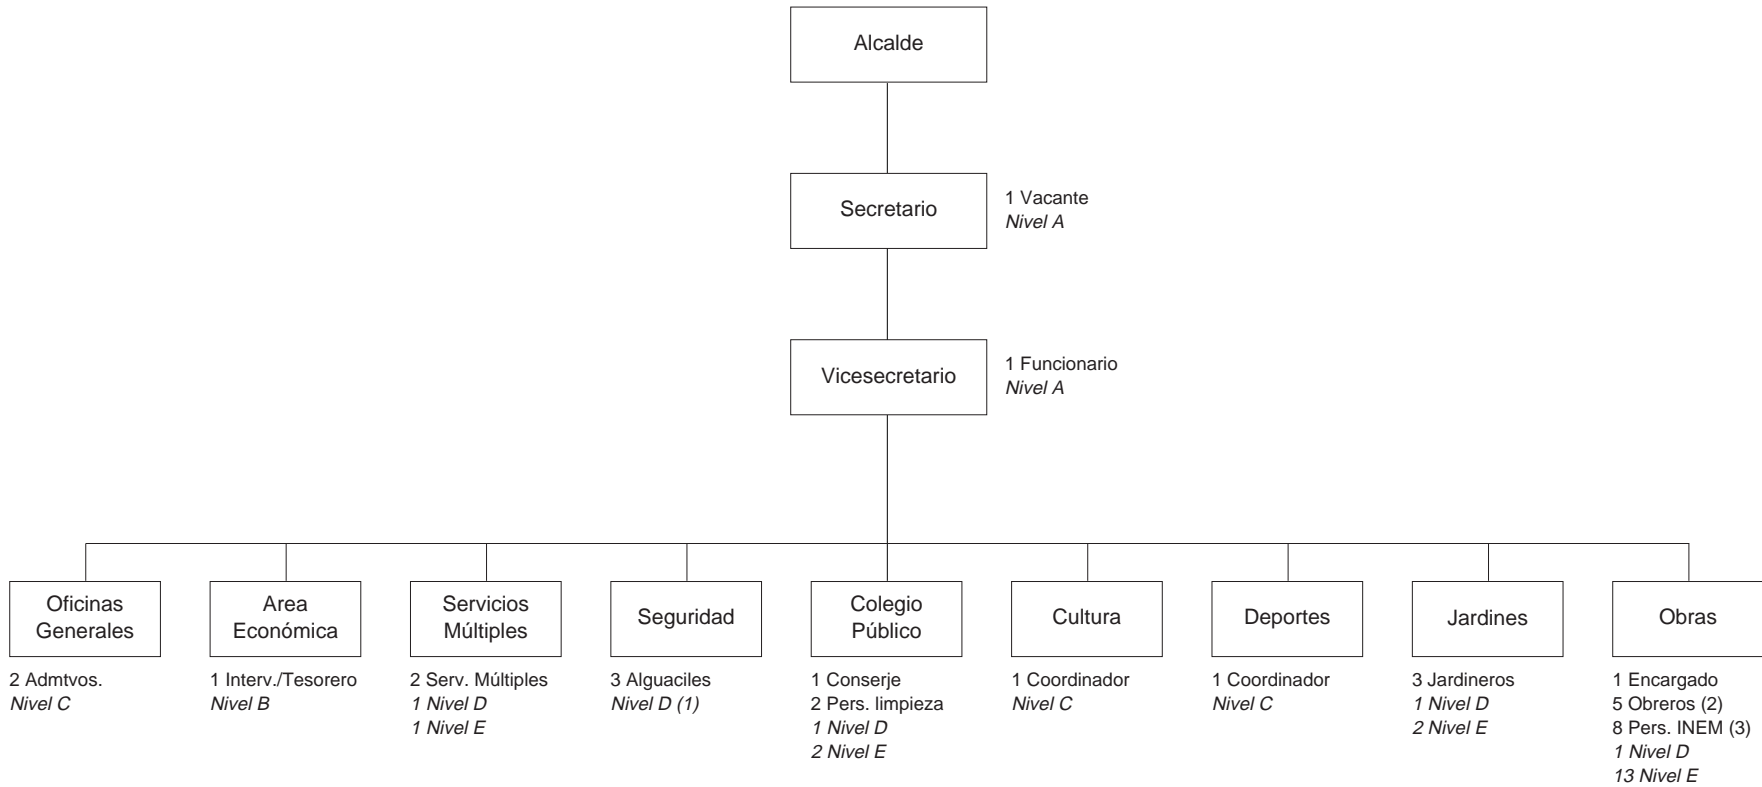 Alcalde
Secretario
1 Vacante
Nivel A
Vicesecretario
1 Funcionario
Nivel A
Oficinas
Generales
2 Admtvos.
Nivel C
Area
Económica
1 Interv./Tesorero
Nivel B
Servicios
Múltiples
2 Serv. Múltiples
1 Nivel D
1 Nivel E
Seguridad
3 Alguaciles
Nivel D (1)
Colegio
Público
1 Conserje
2 Pers. limpieza
1 Nivel D
2 Nivel E
Cultura
1 Coordinador
Nivel C
Deportes
1 Coordinador
Nivel C
Jardines
3 Jardineros
1 Nivel D
2 Nivel E
Obras
1 Encargado
5 Obreros (2)
8 Pers. INEM (3)
1 Nivel D
13 Nivel E